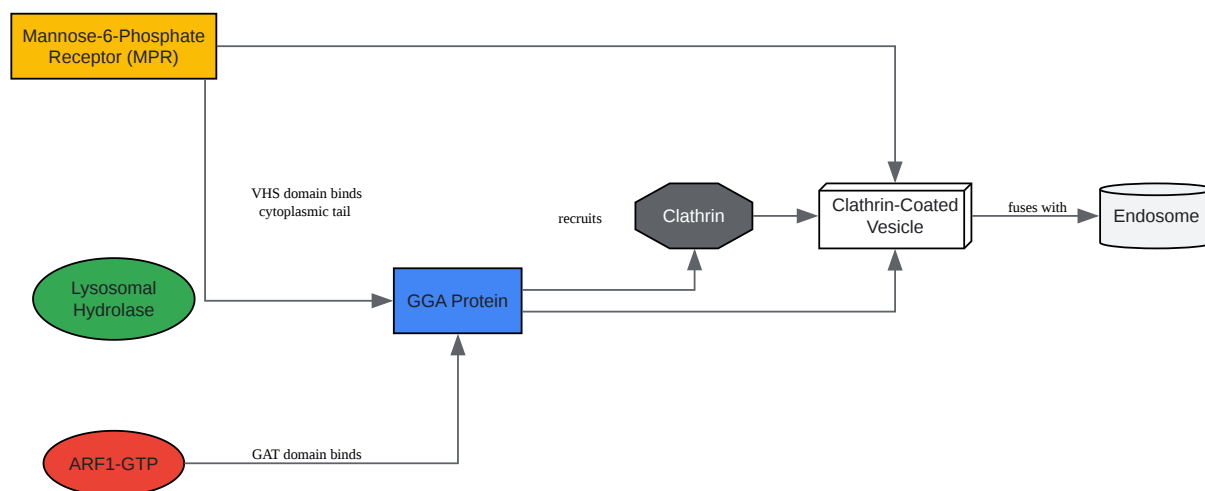 Mannose-6-Phosphate
Receptor (MPR)
VHS domain binds
cytoplasmic tail
recruits
Clathrin
Clathrin-Coated
Vesicle
fuses with
Endosome
Lysosomal
Hydrolase
GGA Protein
ARF1-GTP
GAT domain binds